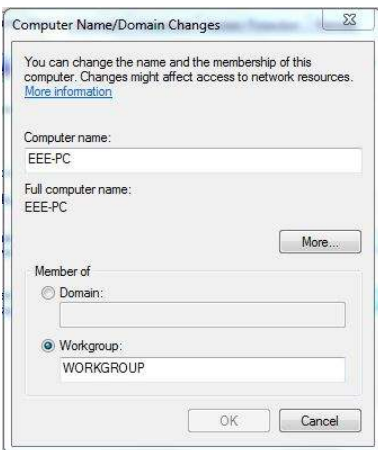 Computer Name/Domain Changes
You can change the name and the membership of this
computer. Changes might affect access to network resources.
More information
Computer name:
EEE-PC
Full computer name:
EEE-PC
More...
Member of
Domain:
Workgroup:
WORKGROUP
OK
Cancel